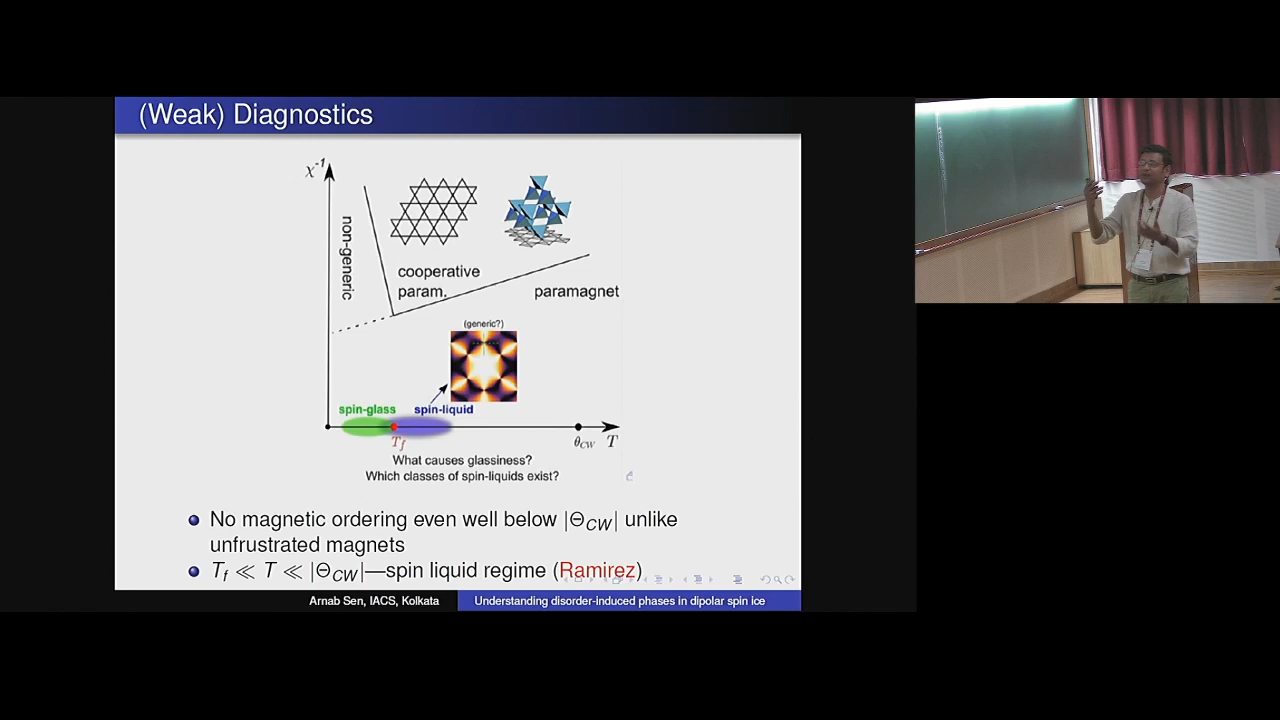 (Weak) Diagnostics
χ⁻¹
non-generic
cooperative
param.
paramagnet
(generic?)
spin-glass
spin-liquid
T_f
θ_CW
T
What causes glassiness?
Which classes of spin-liquids exist?
No magnetic ordering even well below |Θ_CW| unlike
unfrustrated magnets
T_f ≪ T ≪ |Θ_CW|—spin liquid regime (Ramirez)
Arnab Sen, IACS, Kolkata
Understanding disorder-induced phases in dipolar spin ice